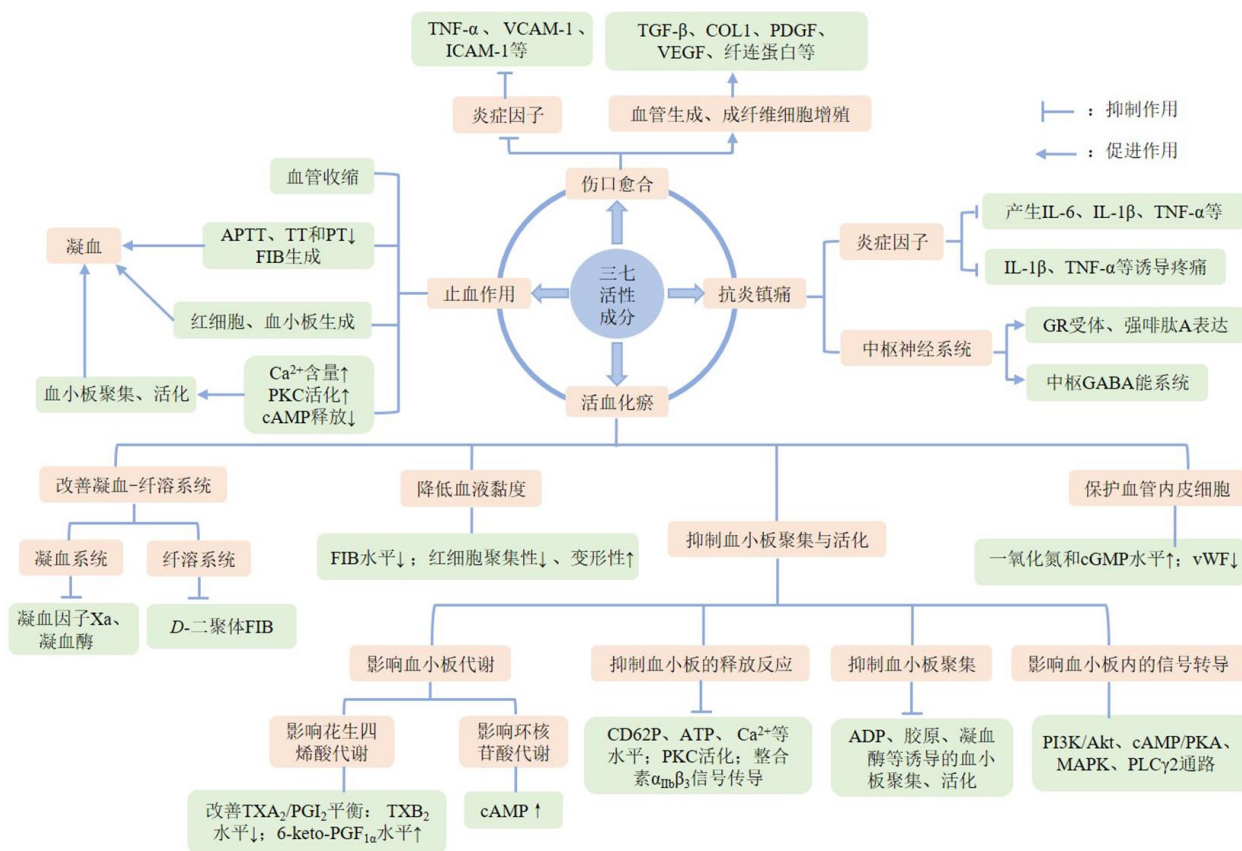 TNF-α、 VCAM-1、
ICAM-1等
TGF-β、COL1、PDGF、
VEGF、纤连蛋白等
炎症因子
血管生成、成纤维细胞增殖
：抑制作用
：促进作用
伤口愈合
血管收缩
凝血
APTT、TT和PT↓
FIB生成
止血作用
红细胞、血小板生成
血小板聚集、活化
Ca²⁺含量↑
PKC活化↑
cAMP释放↓
三七
活性
成分
抗炎镇痛
炎症因子
产生IL-6、IL-1β、TNF-α等
IL-1β、TNF-α等诱导疼痛
中枢神经系统
GR受体、强啡肽A表达
中枢GABA能系统
活血化瘀
改善凝血−纤溶系统
降低血液黏度
抑制血小板聚集与活化
保护血管内皮细胞
凝血系统
纤溶系统
FIB水平↓；红细胞聚集性↓、变形性↑
一氧化氮和cGMP水平↑；vWF↓
凝血因子Xa、
凝血酶
D-二聚体FIB
影响血小板代谢
抑制血小板的释放反应
抑制血小板聚集
影响血小板内的信号转导
影响花生四
烯酸代谢
影响环核
苷酸代谢
CD62P、ATP、 Ca²⁺等
水平；PKC活化；整合
素α_{IIb}β₃信号传导
ADP、胶原、凝血
酶等诱导的血小
板聚集、活化
PI3K/Akt、cAMP/PKA、
MAPK、PLCγ2通路
改善TXA₂/PGI₂平衡： TXB₂
水平↓；6-keto-PGF_{1α}水平↑
cAMP↑